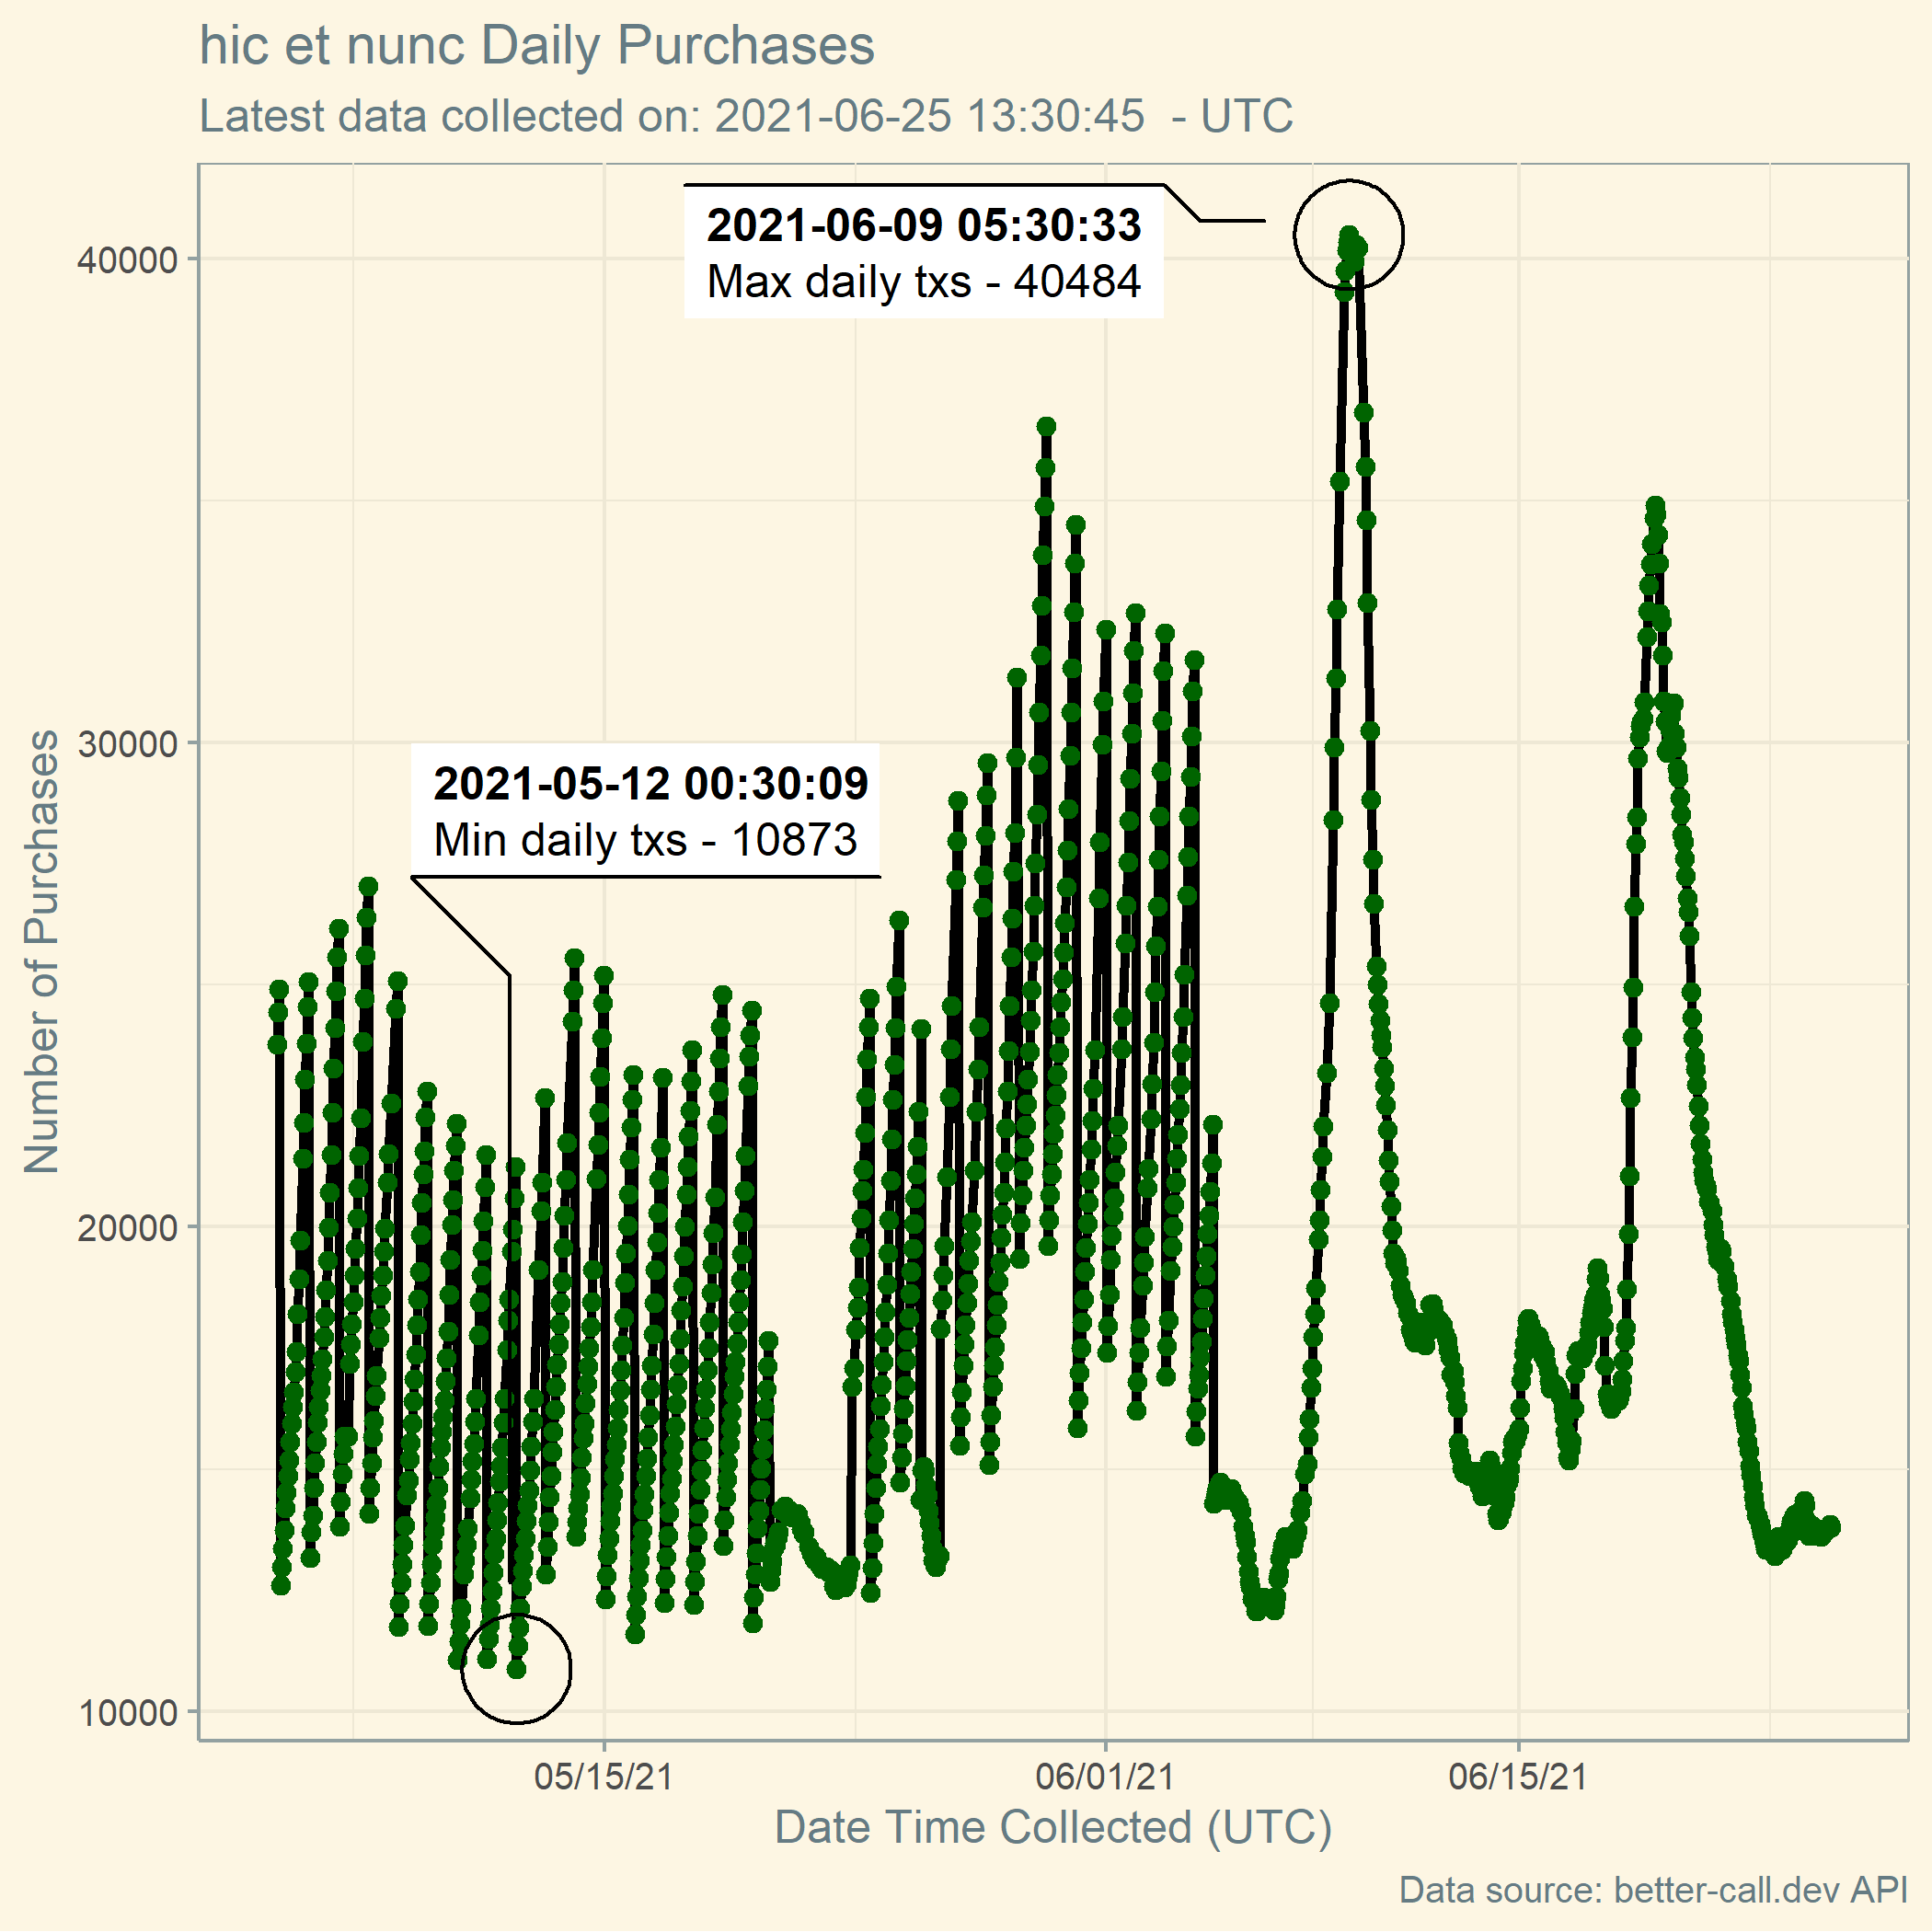 hic et nunc Daily Purchases
Latest data collected on: 2021-06-25 13:30:45  - UTC
2021-06-09 05:30:33
Max daily txs - 40484
2021-05-12 00:30:09
Min daily txs - 10873
Number of Purchases
40000
30000
20000
10000
05/15/21
06/01/21
06/15/21
Date Time Collected (UTC)
Data source: better-call.dev API